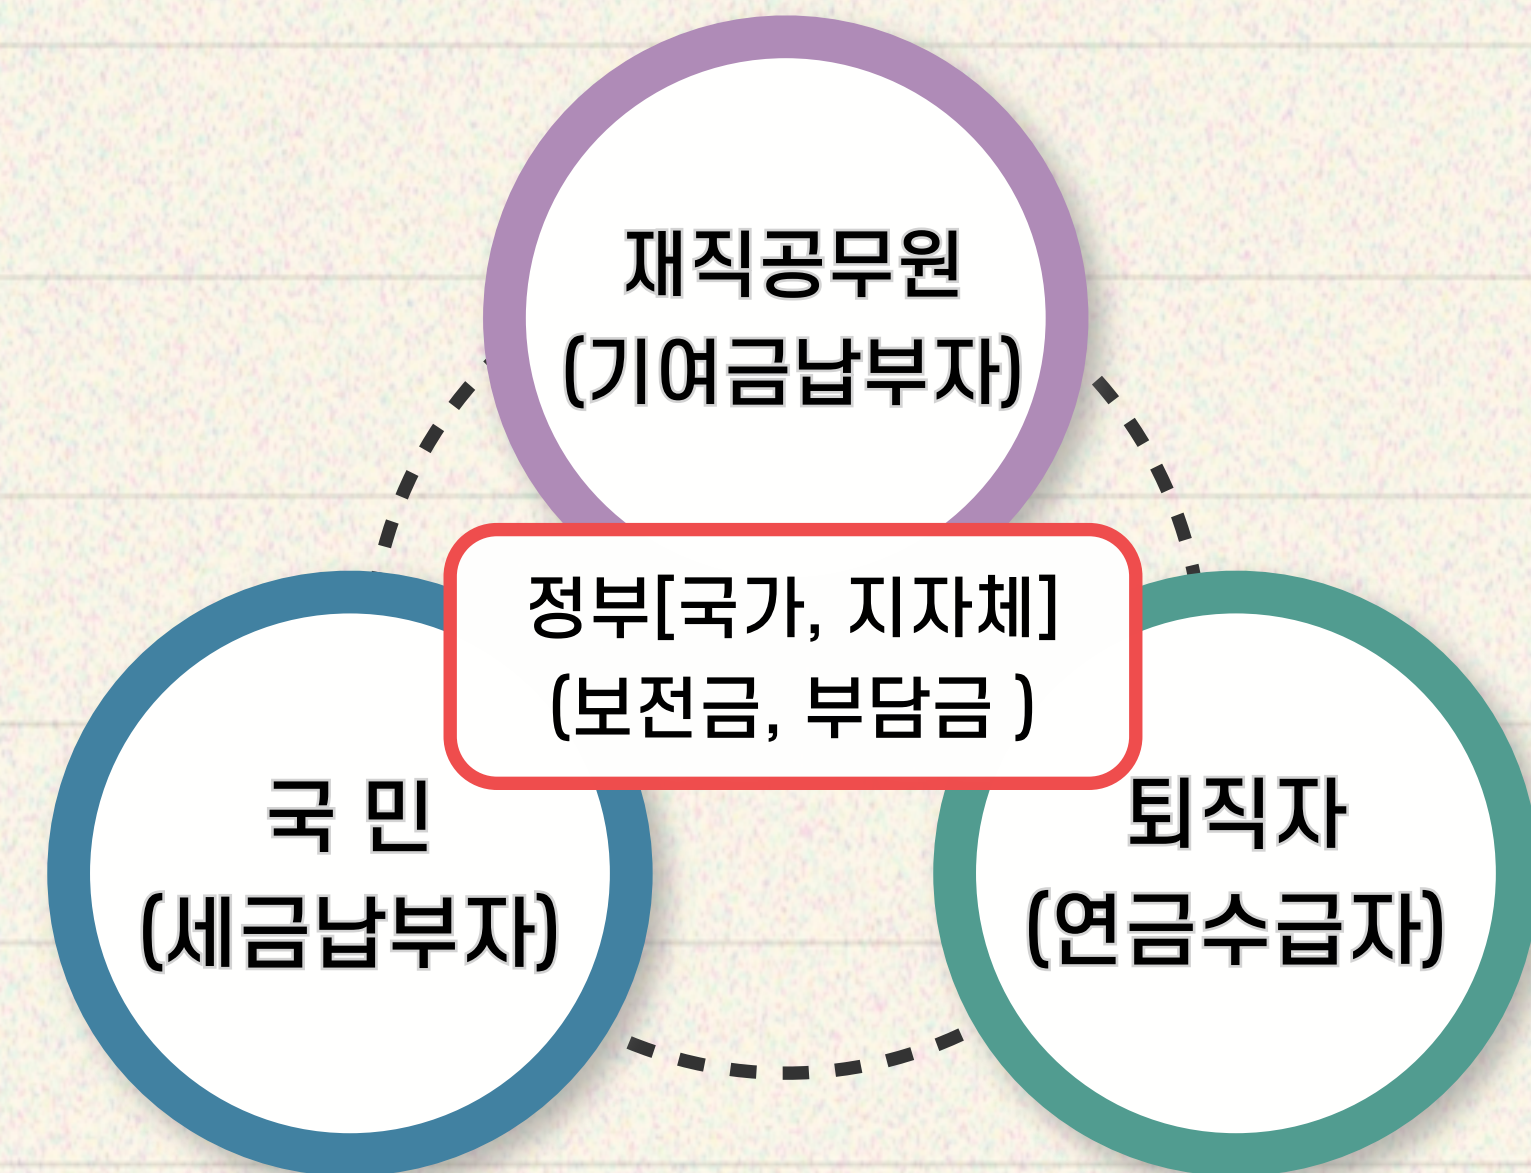 재직공무원
(기여금납부자)
정부[국가, 지자체]
(보전금, 부담금 )
국 민
(세금납부자)
퇴직자
(연금수급자)